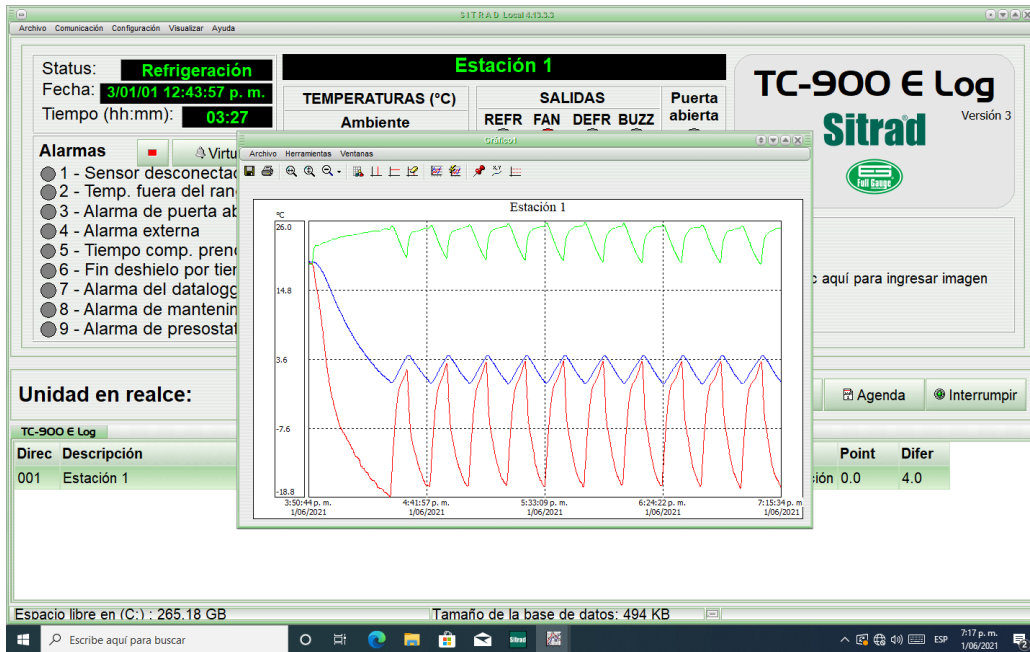 SITRAD Local 4.13.3.3
Archivo Comunicación Configuración Visualizar Ayuda
Status: Refrigeración
Fecha: 3/01/01 12:43:57 p. m.
Tiempo (hh:mm): 03:27
Estación 1
TEMPERATURAS (°C) SALIDAS Puerta abierta
Ambiente REFR FAN DEFR BUZZ
TC-900 E Log
Versión 3
Sitrad
Full Gauge
Alarmas Virtu
1 - Sensor desconectad
2 - Temp. fuera del ran
3 - Alarma de puerta ab
4 - Alarma externa
5 - Tiempo comp. pren
6 - Fin deshielo por tie
7 - Alarma del datalogg
8 - Alarma de mantenin
9 - Alarma de presostat
c aquí para ingresar imagen
Gráfico1
Archivo Herramientas Ventanas
Estación 1
°C
26.0
14.8
3.6
-7.6
-18.8
3:50:44 p. m. 4:41:57 p. m. 5:33:09 p. m. 6:24:22 p. m. 7:15:34 p. m
1/06/2021 1/06/2021 1/06/2021 1/06/2021 1/06/2021
Unidad en realce:
Agenda Interrumpir
TC-900 E Log
Direc Descripción Point Difer
001 Estación 1 ión 0.0 4.0
Espacio libre en (C:) : 265.18 GB Tamaño de la base de datos: 494 KB
Escribe aquí para buscar
Sitrad
ESP
7:17 p. m.
1/06/2021
2